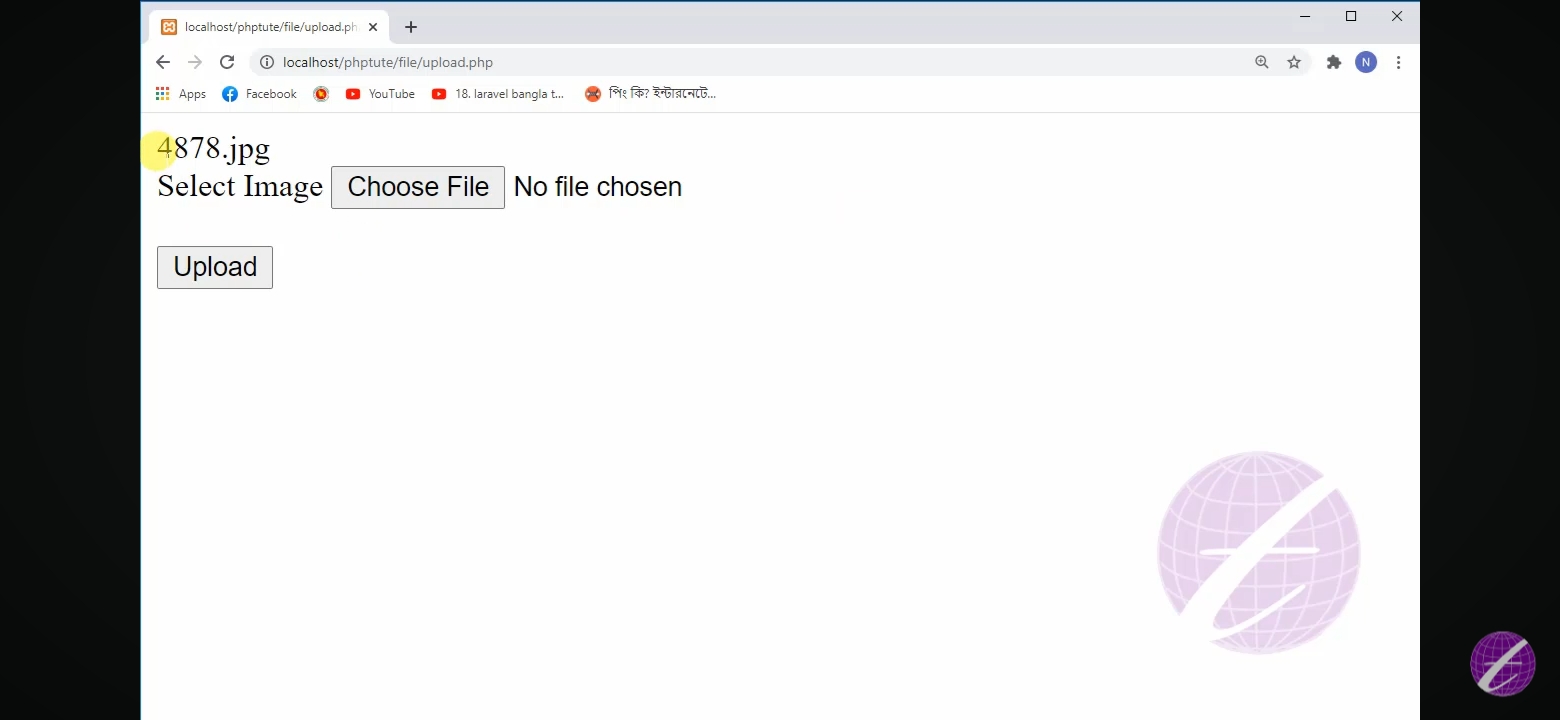 localhost/phptute/file/upload.ph
localhost/phptute/file/upload.php
N
Apps Facebook YouTube 18. laravel bangla t... পিং কি? ইন্টারনেটে...
4878.jpg
Select Image Choose File No file chosen
Upload